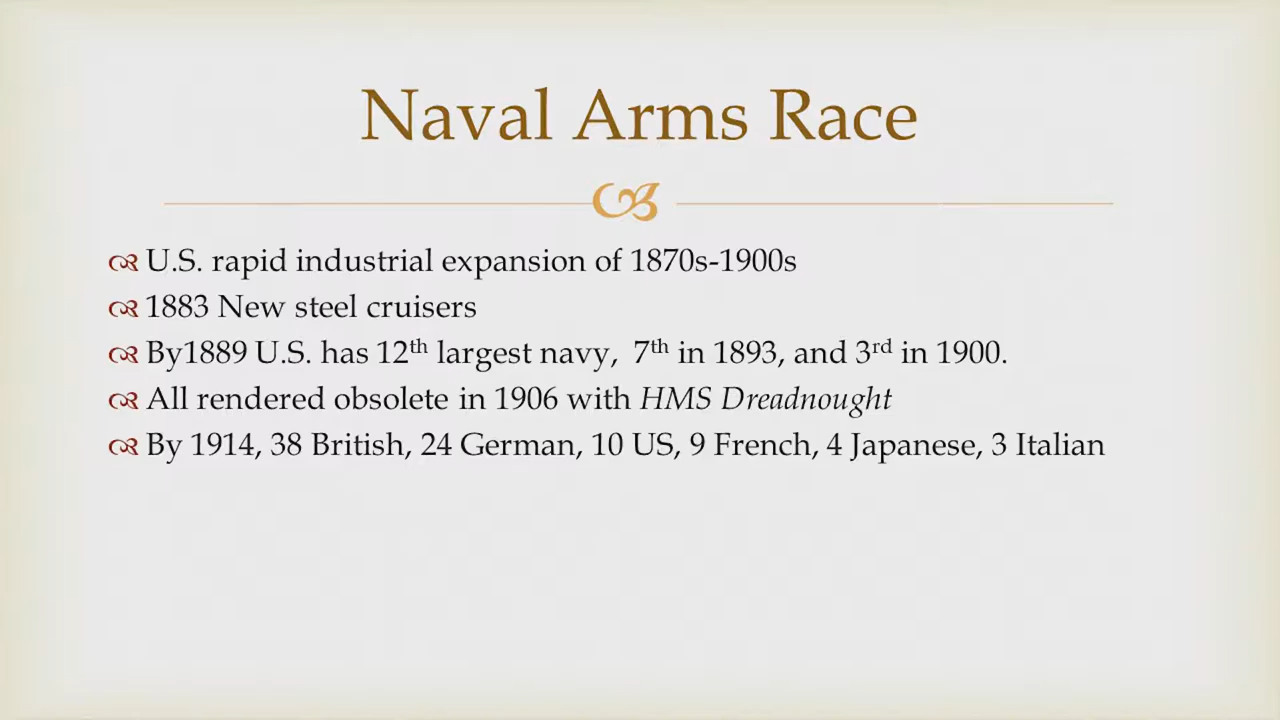 Naval Arms Race
U.S. rapid industrial expansion of 1870s-1900s
1883 New steel cruisers
By1889 U.S. has 12th largest navy,  7th in 1893, and 3rd in 1900.
All rendered obsolete in 1906 with HMS Dreadnought
By 1914, 38 British, 24 German, 10 US, 9 French, 4 Japanese, 3 Italian